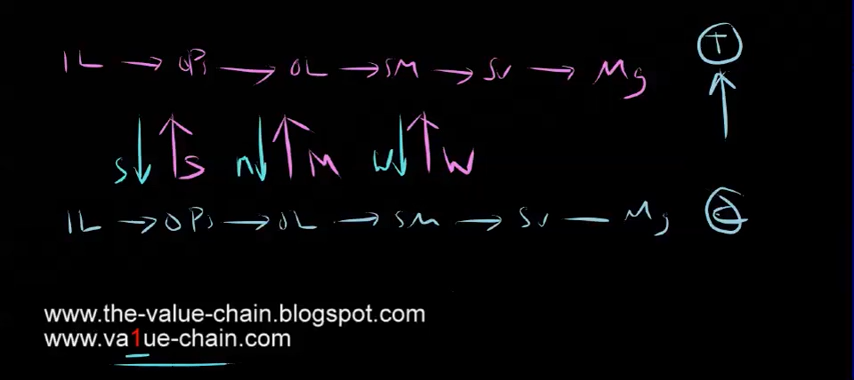 IL → OPs → OL → SM → SV → Mg T
S ↓ ↑ S n ↓ ↑ M w ↓ ↑ W
IL → OPs → OL → SM → SV — Mg
www.the-value-chain.blogspot.com
www.va1ue-chain.com